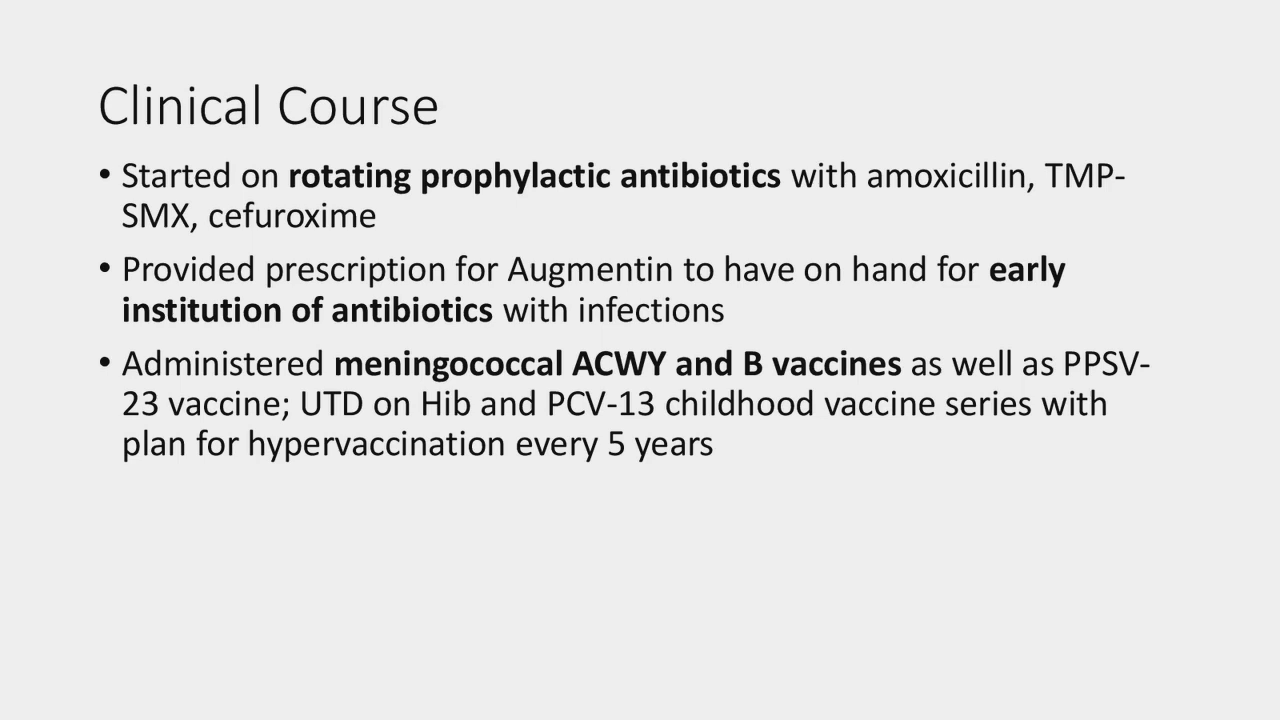 Clinical Course
• Started on rotating prophylactic antibiotics with amoxicillin, TMP-
SMX, cefuroxime
• Provided prescription for Augmentin to have on hand for early
institution of antibiotics with infections
• Administered meningococcal ACWY and B vaccines as well as PPSV-
23 vaccine; UTD on Hib and PCV-13 childhood vaccine series with
plan for hypervaccination every 5 years